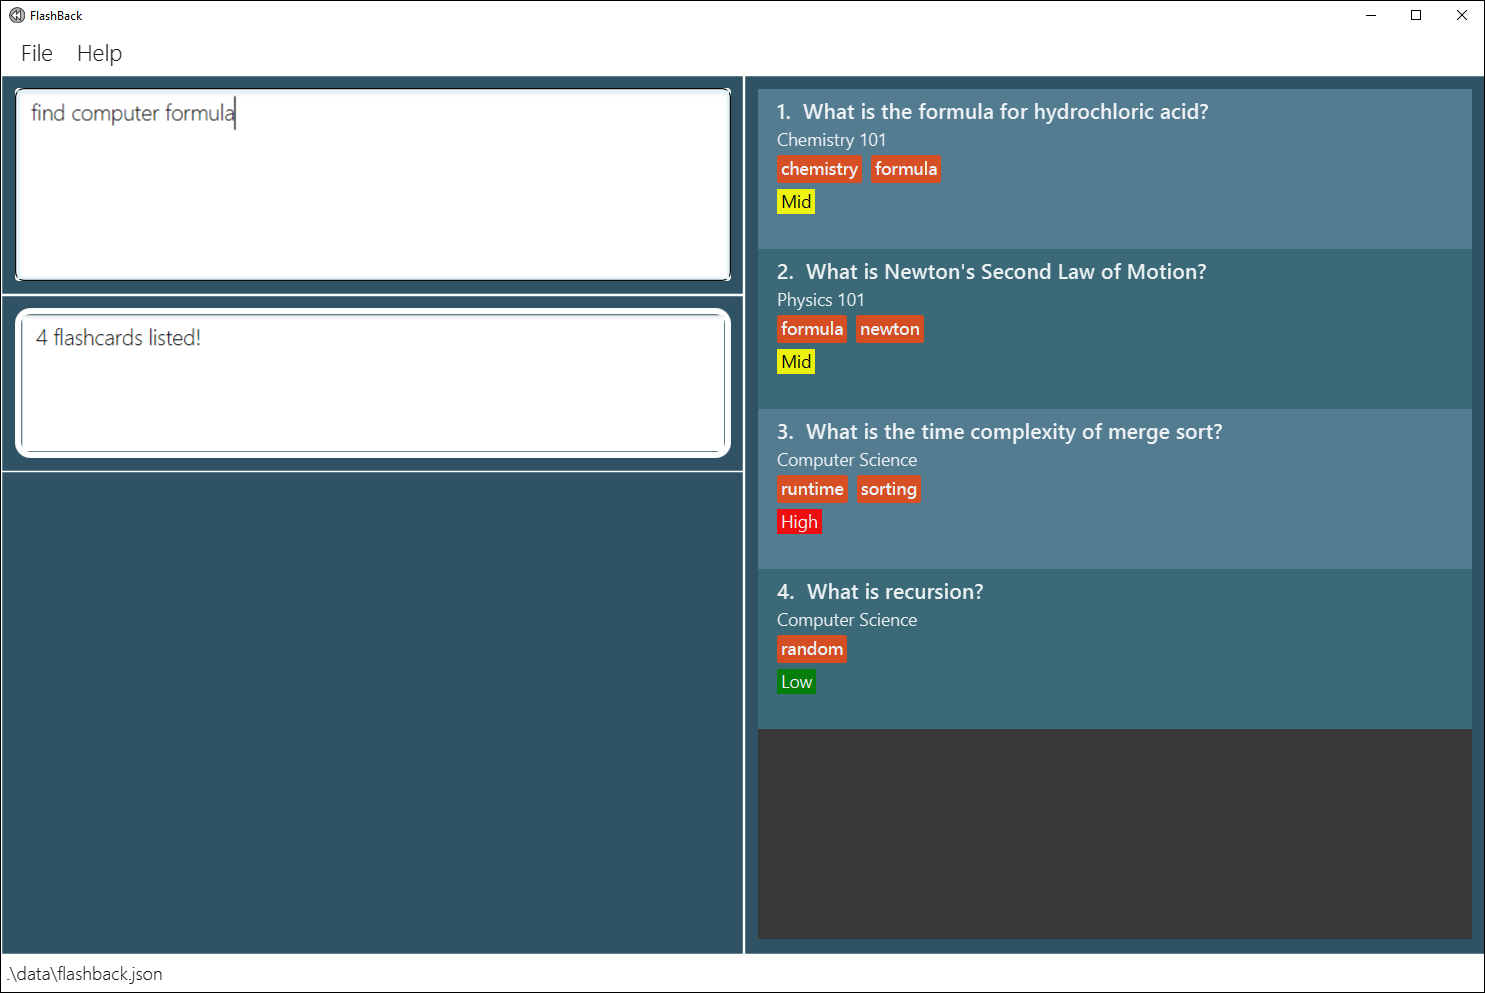 FlashBack
File Help
find computer formula
4 flashcards listed!
1. What is the formula for hydrochloric acid?
Chemistry 101
chemistry formula
Mid
2. What is Newton's Second Law of Motion?
Physics 101
formula newton
Mid
3. What is the time complexity of merge sort?
Computer Science
runtime sorting
High
4. What is recursion?
Computer Science
random
Low
.\data\flashback.json